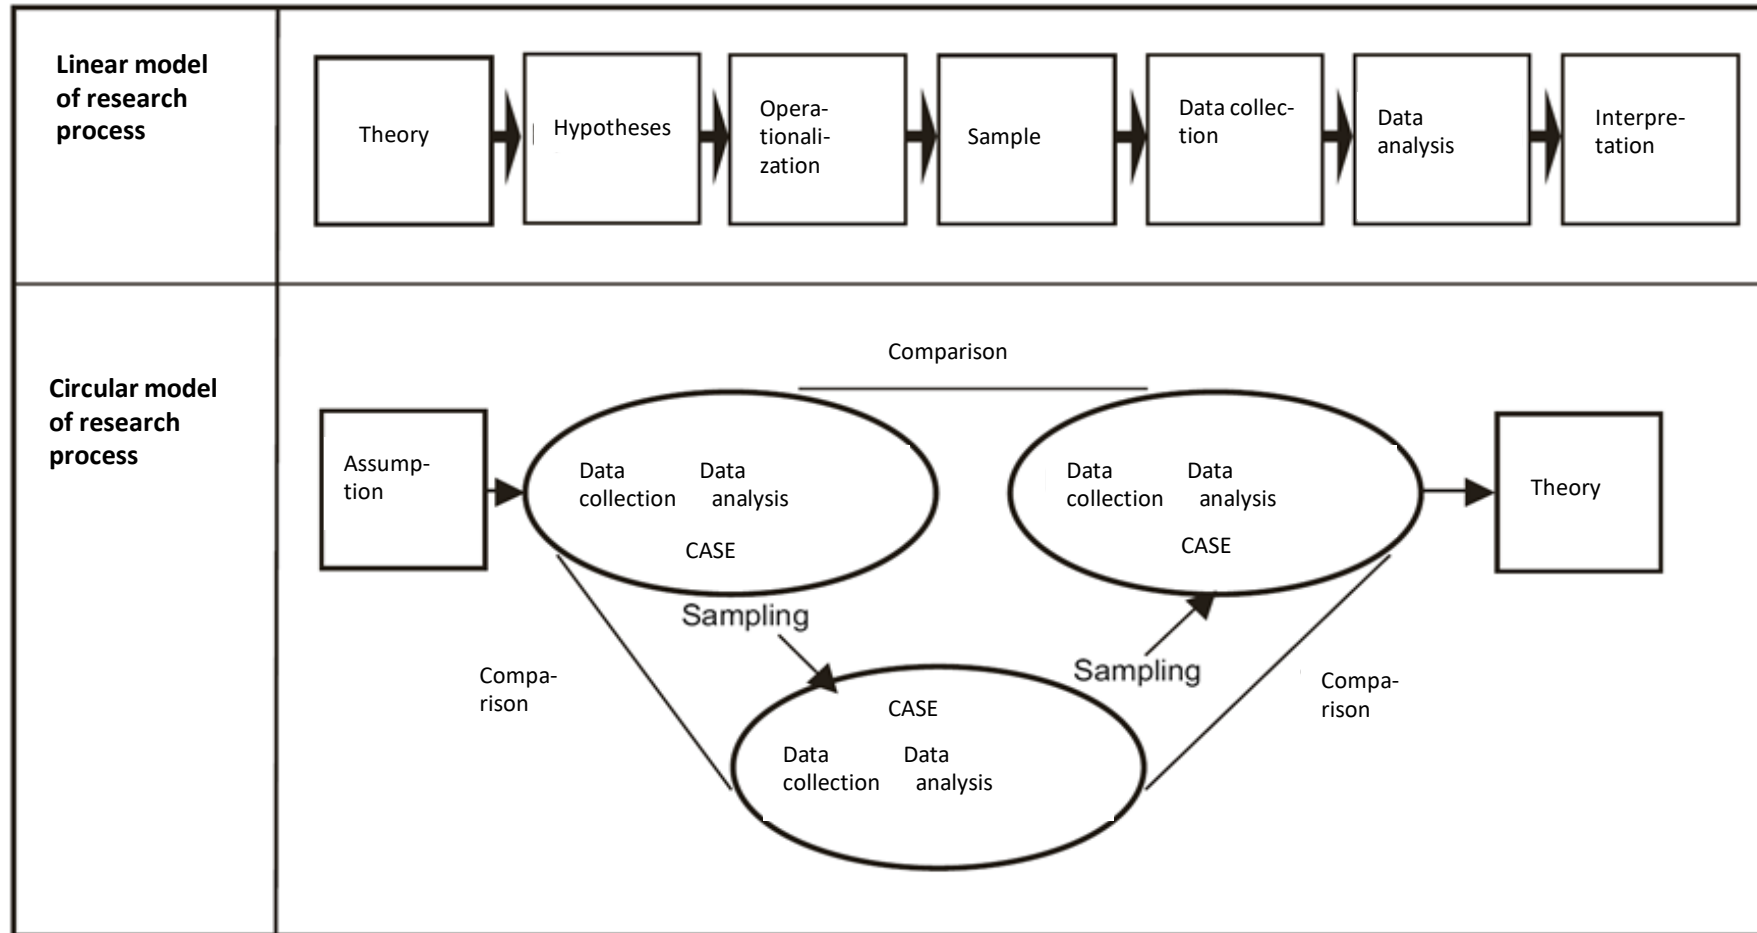 Linear model
of research
process
Theory
Hypotheses
Opera-
tionali-
zation
Sample
Data collec-
tion
Data
analysis
Interpre-
tation
Circular model
of research
process
Comparison
Assump-
tion
Data Data
collection analysis
CASE
Data Data
collection analysis
CASE
Theory
Sampling
Sampling
Compa-
rison
Compa-
rison
CASE
Data Data
collection analysis